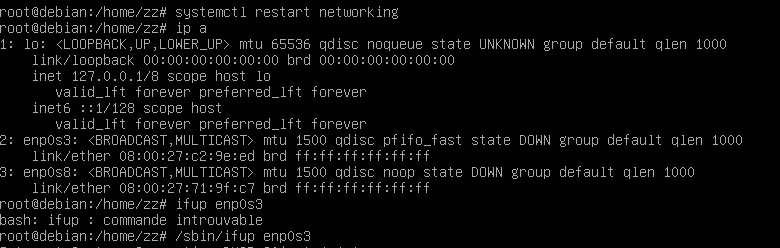 root@debian:/home/zz# systemctl restart networking
root@debian:/home/zz# ip a
1: lo: <LOOPBACK,UP,LOWER_UP> mtu 65536 qdisc noqueue state UNKNOWN group default qlen 1000
    link/loopback 00:00:00:00:00:00 brd 00:00:00:00:00:00
    inet 127.0.0.1/8 scope host lo
       valid_lft forever preferred_lft forever
    inet6 ::1/128 scope host
       valid_lft forever preferred_lft forever
2: enp0s3: <BROADCAST,MULTICAST> mtu 1500 qdisc pfifo_fast state DOWN group default qlen 1000
    link/ether 08:00:27:c2:9e:ed brd ff:ff:ff:ff:ff:ff
3: enp0s8: <BROADCAST,MULTICAST> mtu 1500 qdisc noop state DOWN group default qlen 1000
    link/ether 08:00:27:71:9f:c7 brd ff:ff:ff:ff:ff:ff
root@debian:/home/zz# ifup enp0s3
bash: ifup : commande introuvable
root@debian:/home/zz# /sbin/ifup enp0s3